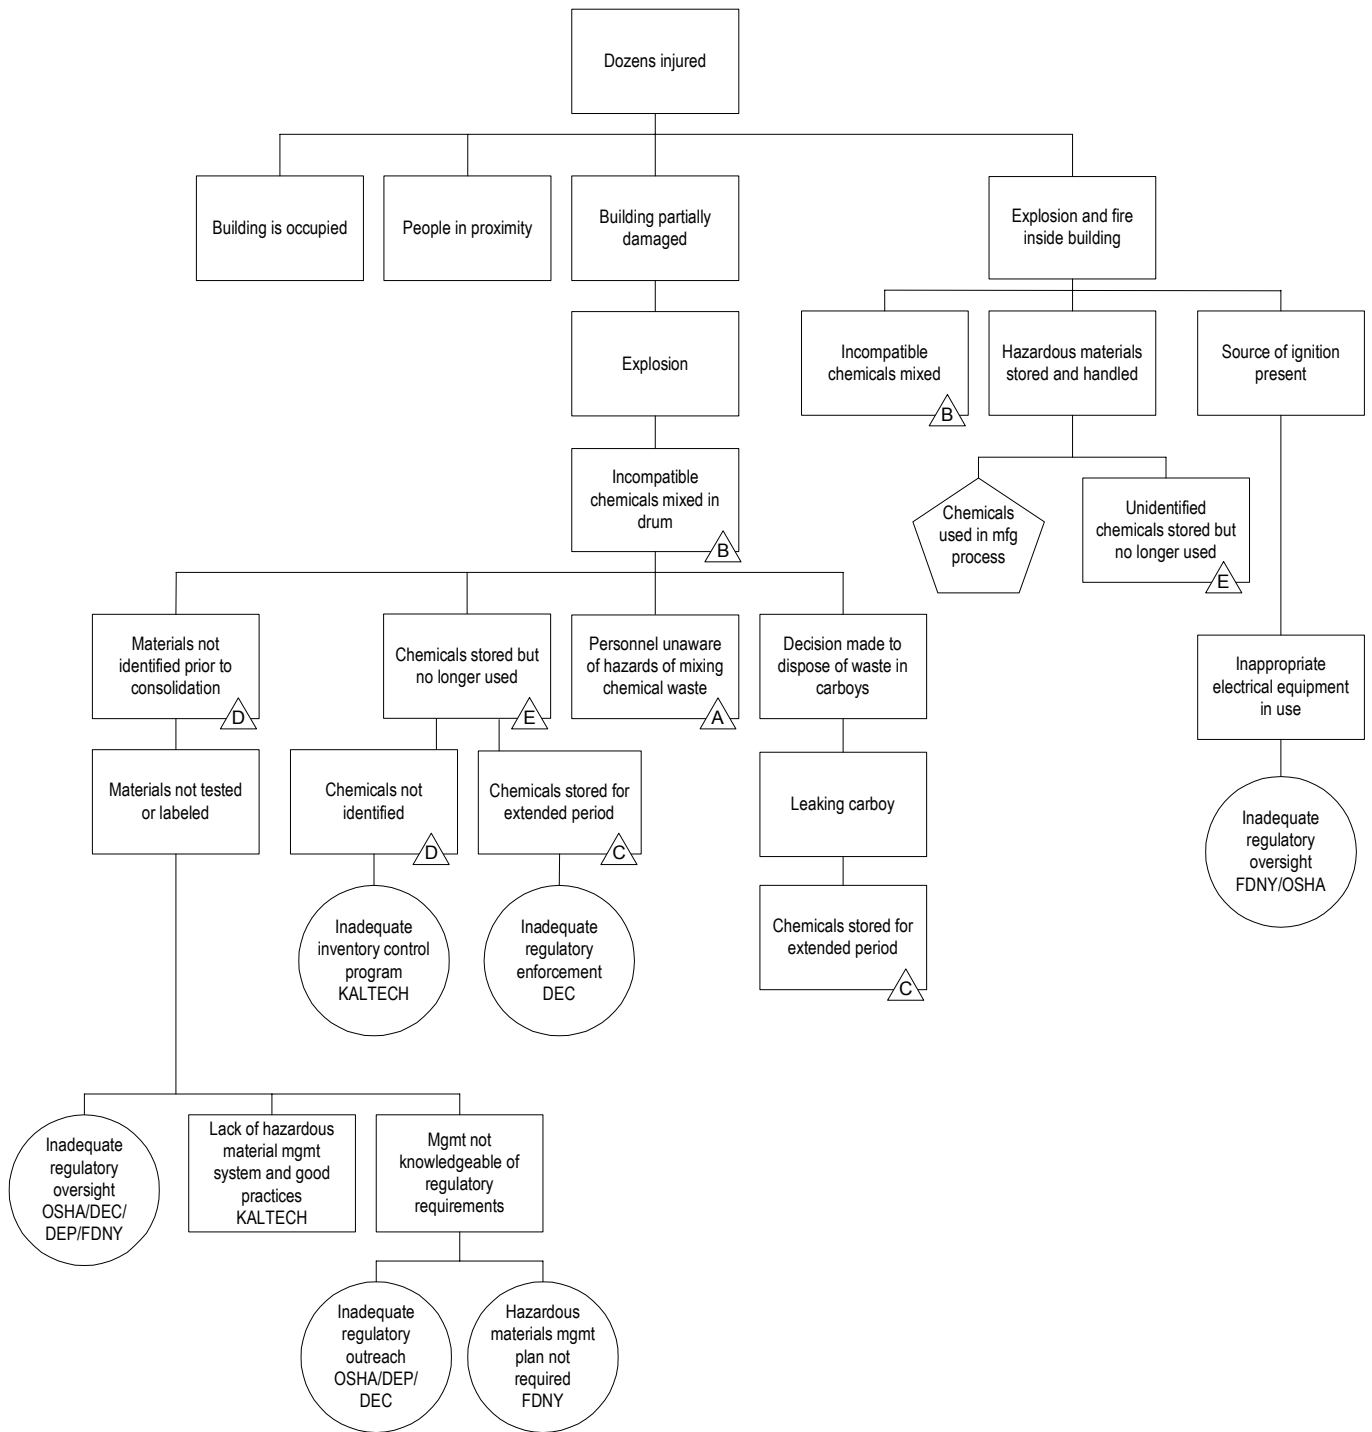 Dozens injured
Building is occupied
People in proximity
Building partially
damaged
Explosion and fire
inside building
Explosion
Incompatible
chemicals mixed
B
Hazardous materials
stored and handled
Source of ignition
present
Incompatible
chemicals mixed in
drum
B
Chemicals
used in mfg
process
Unidentified
chemicals stored but
no longer used
E
Materials not
identified prior to
consolidation
D
Chemicals stored but
no longer used
E
Personnel unaware
of hazards of mixing
chemical waste
A
Decision made to
dispose of waste in
carboys
Inappropriate
electrical equipment
in use
Materials not tested
or labeled
Chemicals not
identified
D
Chemicals stored for
extended period
C
Leaking carboy
Inadequate
regulatory
oversight
FDNY/OSHA
Inadequate
inventory control
program
KALTECH
Inadequate
regulatory
enforcement
DEC
Chemicals stored for
extended period
C
Inadequate
regulatory
oversight
OSHA/DEC/
DEP/FDNY
Lack of hazardous
material mgmt
system and good
practices
KALTECH
Mgmt not
knowledgeable of
regulatory
requirements
Inadequate
regulatory
outreach
OSHA/DEP/
DEC
Hazardous
materials mgmt
plan not
required
FDNY